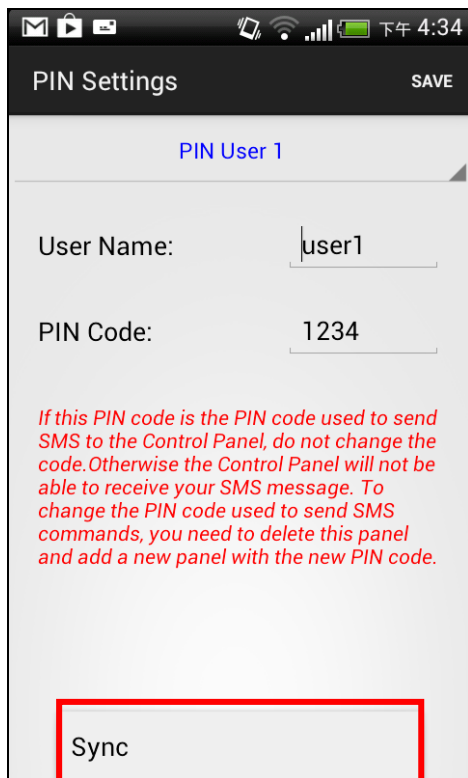 下午 4:34
PIN Settings SAVE
PIN User 1
User Name: user1
PIN Code: 1234
If this PIN code is the PIN code used to send
SMS to the Control Panel, do not change the
code.Otherwise the Control Panel will not be
able to receive your SMS message. To
change the PIN code used to send SMS
commands, you need to delete this panel
and add a new panel with the new PIN code.
Sync